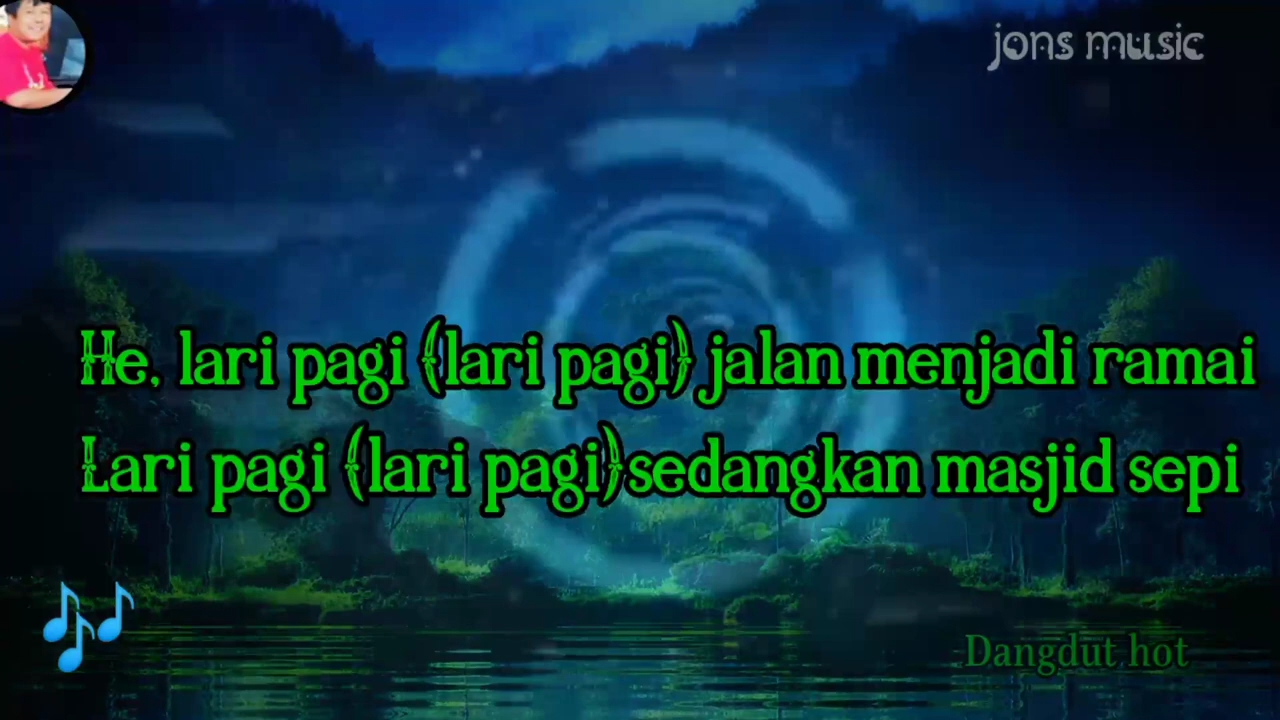 jons music
He, lari pagi (lari pagi) jalan menjadi ramai
Lari pagi (lari pagi)sedangkan masjid sepi
Dangdut hot